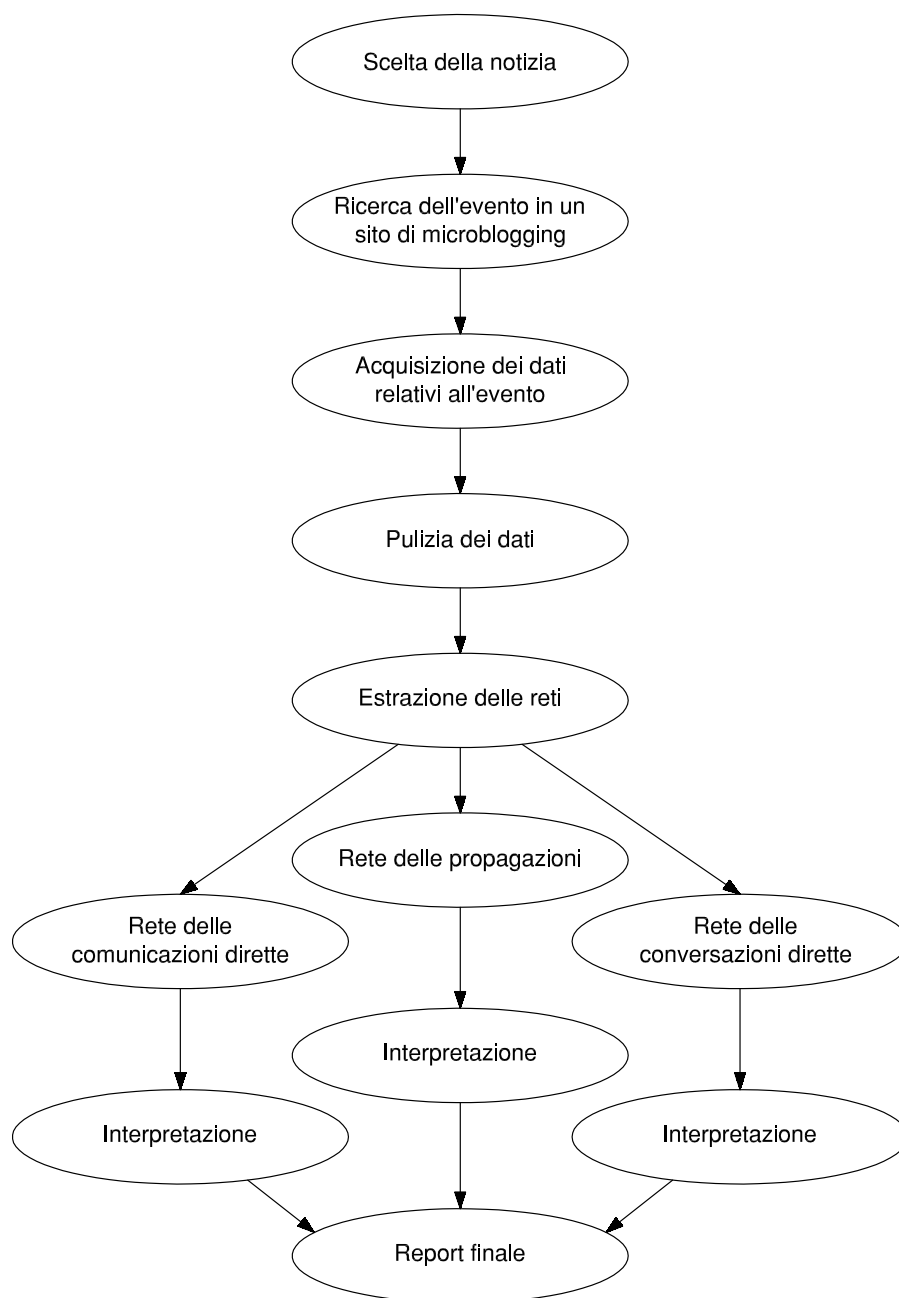 Scelta della notizia
Ricerca dell'evento in un
sito di microblogging
Acquisizione dei dati
relativi all'evento
Pulizia dei dati
Estrazione delle reti
Rete delle propagazioni
Rete delle
comunicazioni dirette
Rete delle
conversazioni dirette
Interpretazione
Interpretazione
Interpretazione
Report finale